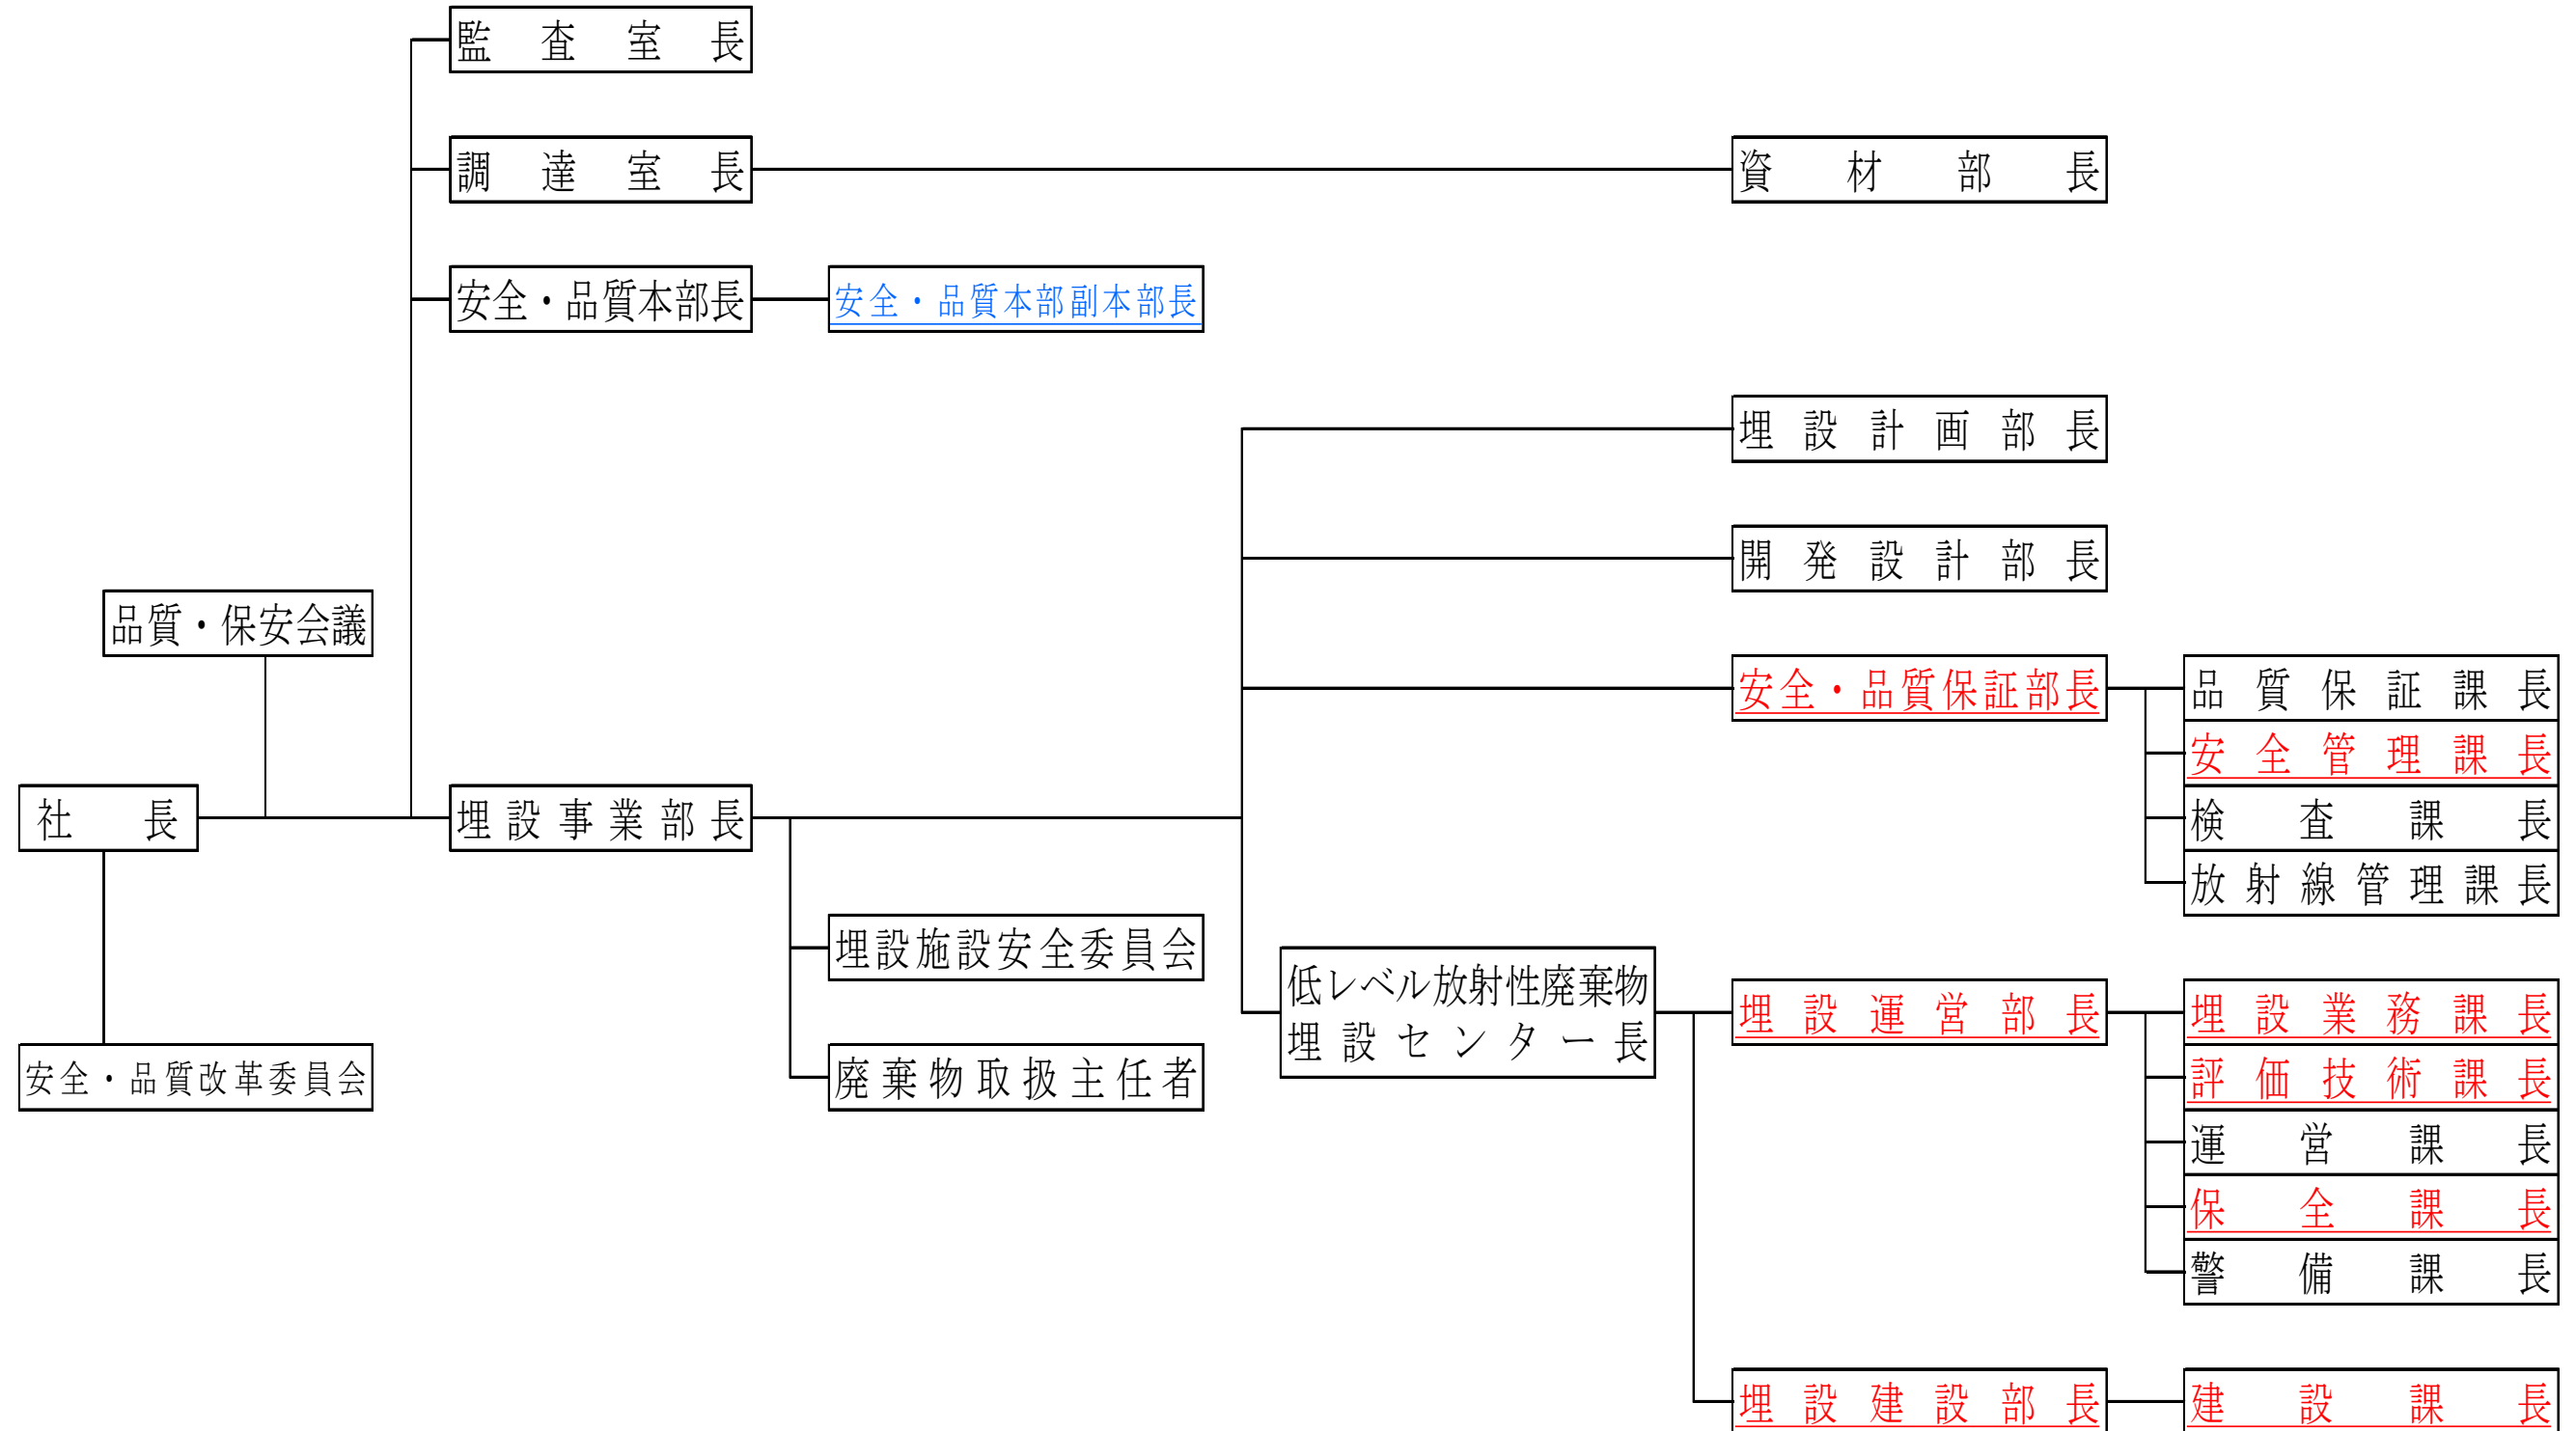 監査室長
調達室長
資材部長
安全・品質本部長
安全・品質本部副本部長
埋設計画部長
開発設計部長
品質・保安会議
安全・品質保証部長
品質保証課長
安全管理課長
社長
埋設事業部長
検査課長
放射線管理課長
埋設施設安全委員会
低レベル放射性廃棄物
埋設センター長
埋設運営部長
埋設業務課長
安全・品質改革委員会
廃棄物取扱主任者
評価技術課長
運営課長
保全課長
警備課長
埋設建設部長
建設課長